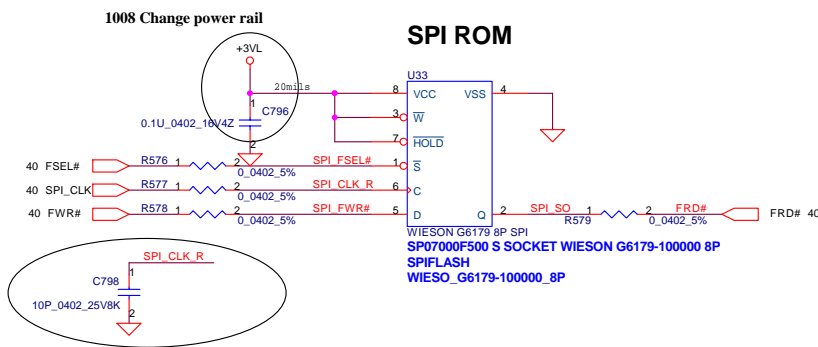 1008 Change power rail
SPI ROM
+3VL
U33
20mils
8 VCC VSS 4
1
C796
3 W
0.1U_0402_16V4Z
2
7 HOLD
40 FSEL# R576 1 2 SPI_FSEL# 1 S
0_0402_5%
40 SPI_CLK R577 1 2 SPI_CLK_R 6 C
0_0402_5%
40 FWR# R578 1 2 SPI_FWR# 5 D Q 2 SPI_SO 1 2 FRD# FRD# 40
0_0402_5% R579 0_0402_5%
WIESON G6179 8P SPI
SP07000F500 S SOCKET WIESON G6179-100000 8P
SPIFLASH
WIESO_G6179-100000_8P
SPI_CLK_R
1
C798
10P_0402_25V8K
2